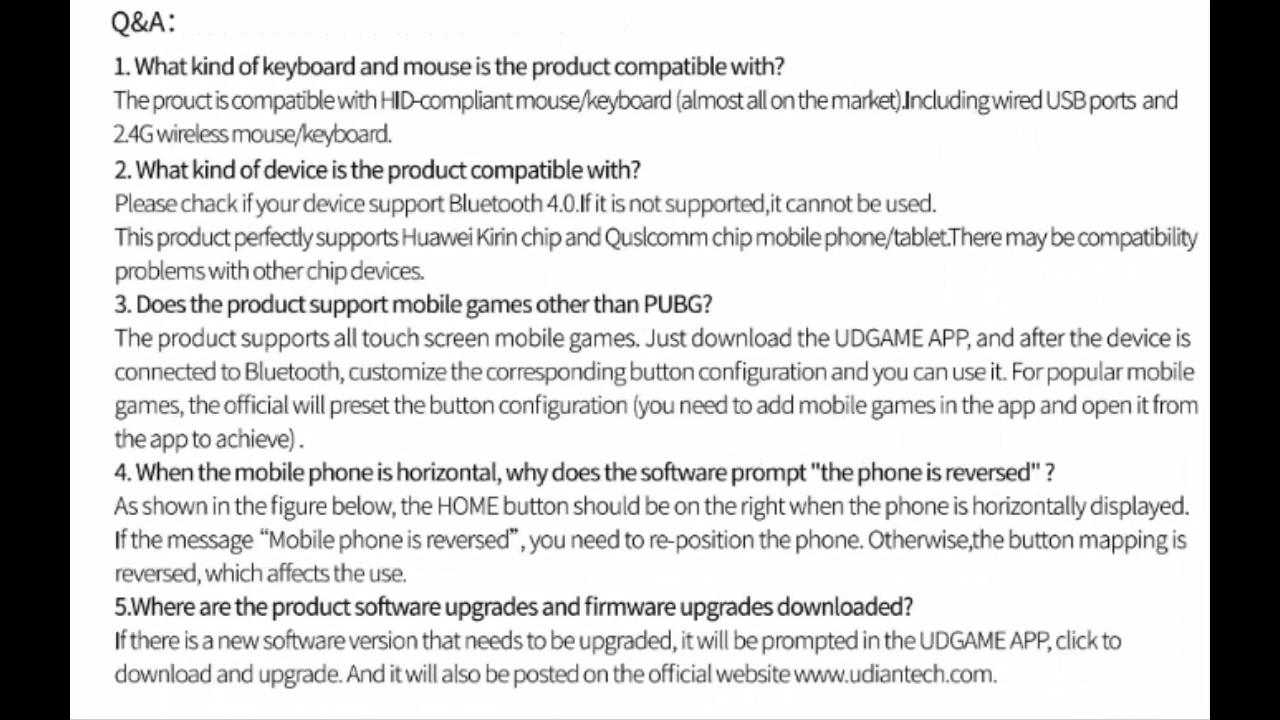 Q&A:
1. What kind of keyboard and mouse is the product compatible with?
The prouct is compatible with HID-compliant mouse/keyboard (almost all on the market).Including wired USB ports and
2.4G wireless mouse/keyboard.
2. What kind of device is the product compatible with?
Please chack if your device support Bluetooth 4.0.If it is not supported,it cannot be used.
This product perfectly supports Huawei Kirin chip and Quslcomm chip mobile phone/tablet.There may be compatibility
problems with other chip devices.
3. Does the product support mobile games other than PUBG?
The product supports all touch screen mobile games. Just download the UDGAME APP, and after the device is
connected to Bluetooth, customize the corresponding button configuration and you can use it. For popular mobile
games, the official will preset the button configuration (you need to add mobile games in the app and open it from
the app to achieve) .
4. When the mobile phone is horizontal, why does the software prompt "the phone is reversed" ?
As shown in the figure below, the HOME button should be on the right when the phone is horizontally displayed.
If the message “Mobile phone is reversed”, you need to re-position the phone. Otherwise,the button mapping is
reversed, which affects the use.
5.Where are the product software upgrades and firmware upgrades downloaded?
If there is a new software version that needs to be upgraded, it will be prompted in the UDGAME APP, click to
download and upgrade. And it will also be posted on the official website www.udiantech.com.